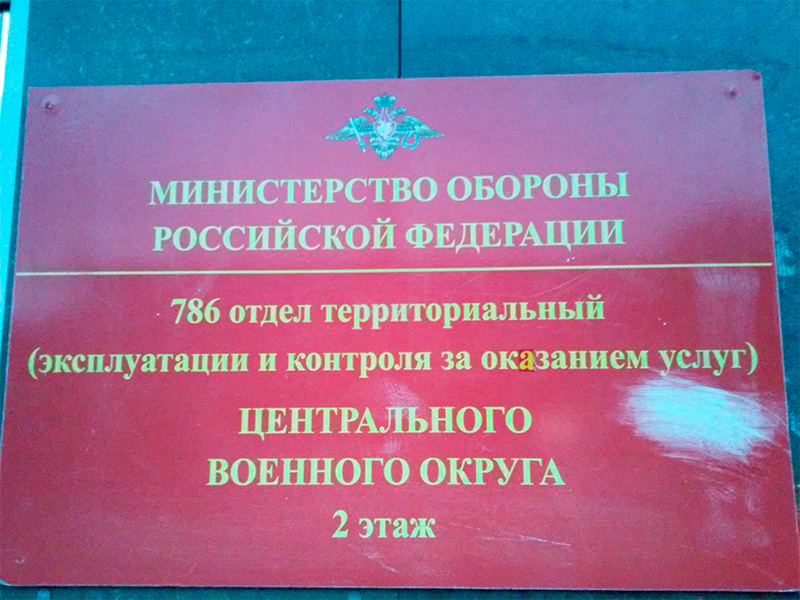 МИНИСТЕРСТВО ОБОРОНЫ
РОССИЙСКОЙ ФЕДЕРАЦИИ
786 отдел территориальный
(эксплуатации и контроля за оказанием услуг)
ЦЕНТРАЛЬНОГО
ВОЕННОГО ОКРУГА
2 этаж